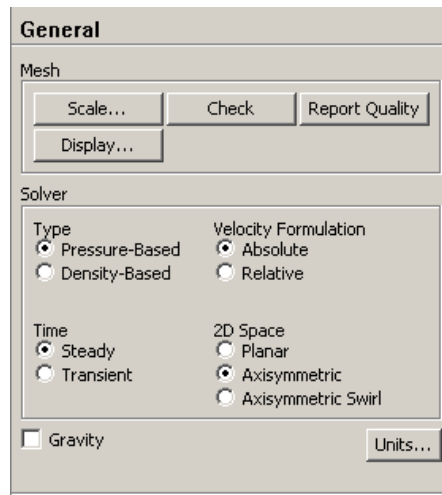 General
Mesh
Scale... Check Report Quality
Display...
Solver
Type Velocity Formulation
Pressure-Based Absolute
Density-Based Relative
Time 2D Space
Steady Planar
Transient Axisymmetric
Axisymmetric Swirl
Gravity Units...